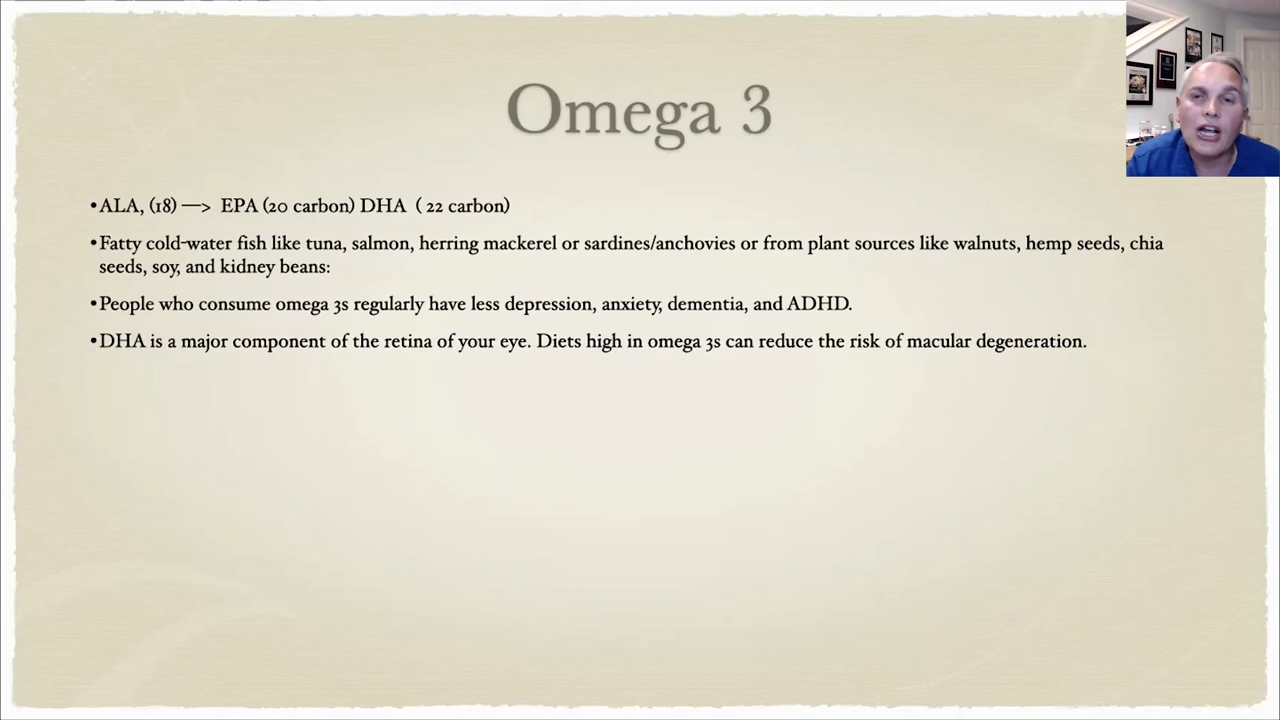 Omega 3
•ALA, (18) —> EPA (20 carbon) DHA ( 22 carbon)
•Fatty cold-water fish like tuna, salmon, herring mackerel or sardines/anchovies or from plant sources like walnuts, hemp seeds, chia
seeds, soy, and kidney beans:
•People who consume omega 3s regularly have less depression, anxiety, dementia, and ADHD.
•DHA is a major component of the retina of your eye. Diets high in omega 3s can reduce the risk of macular degeneration.